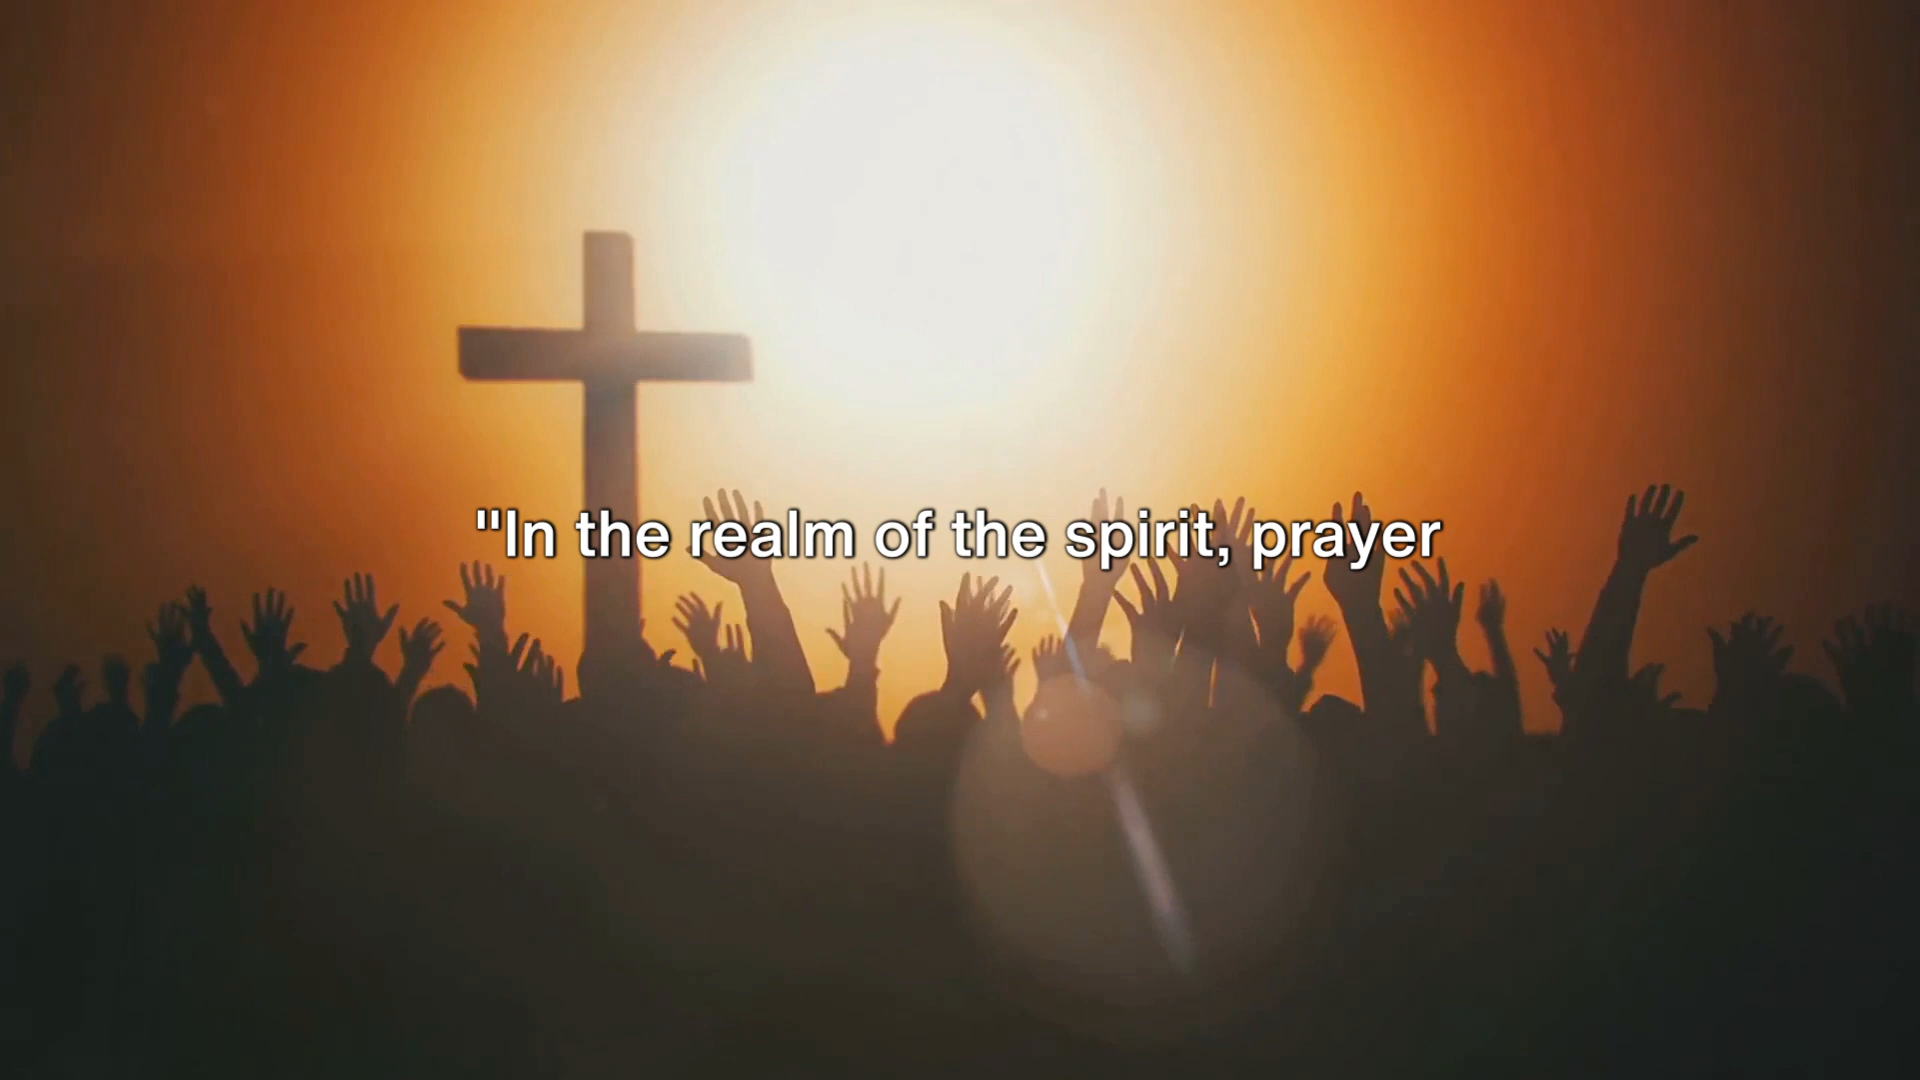 "In the realm of the spirit, prayer